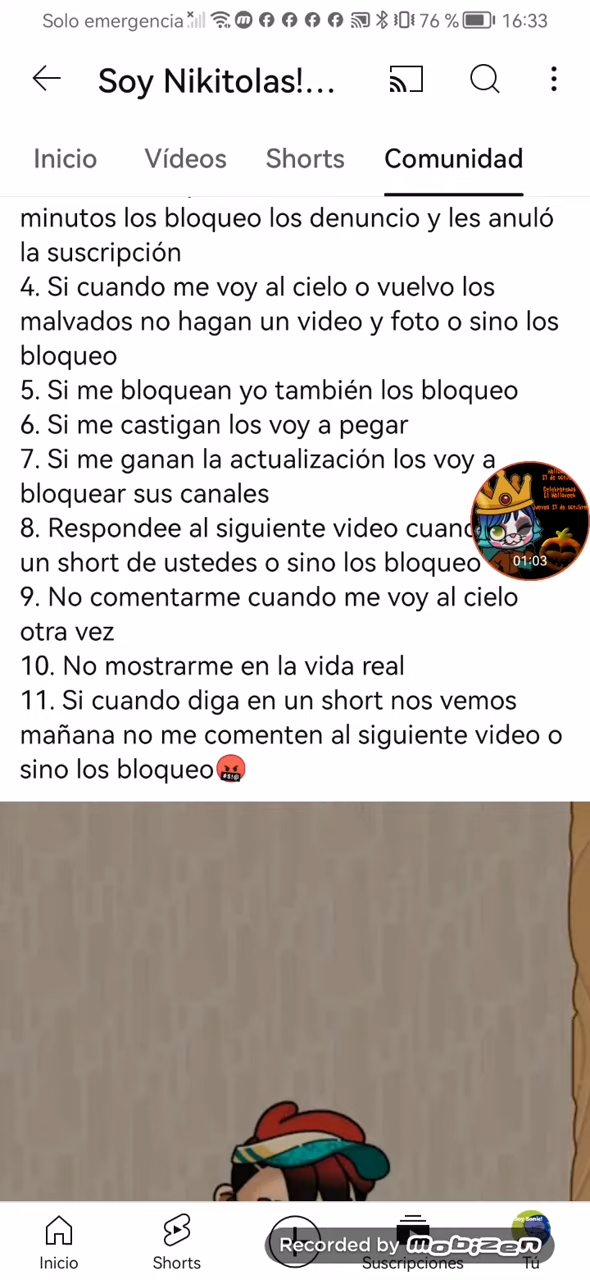 Solo emergencia 76 % 16:33
Soy Nikitolas!...
Inicio Vídeos Shorts Comunidad
minutos los bloqueo los denuncio y les anuló
la suscripción
4. Si cuando me voy al cielo o vuelvo los
malvados no hagan un video y foto o sino los
bloqueo
5. Si me bloquean yo también los bloqueo
6. Si me castigan los voy a pegar
7. Si me ganan la actualización los voy a
bloquear sus canales
8. Respondee al siguiente video
un short de ustedes o sino los bloqueo
01:03
9. No comentarme cuando me voy al cielo
otra vez
10. No mostrarme en la vida real
11. Si cuando diga en un short nos vemos
mañana no me comenten al siguiente video o
sino los bloqueo
Recorded by mobizen
Inicio Shorts Suscripciones Tú